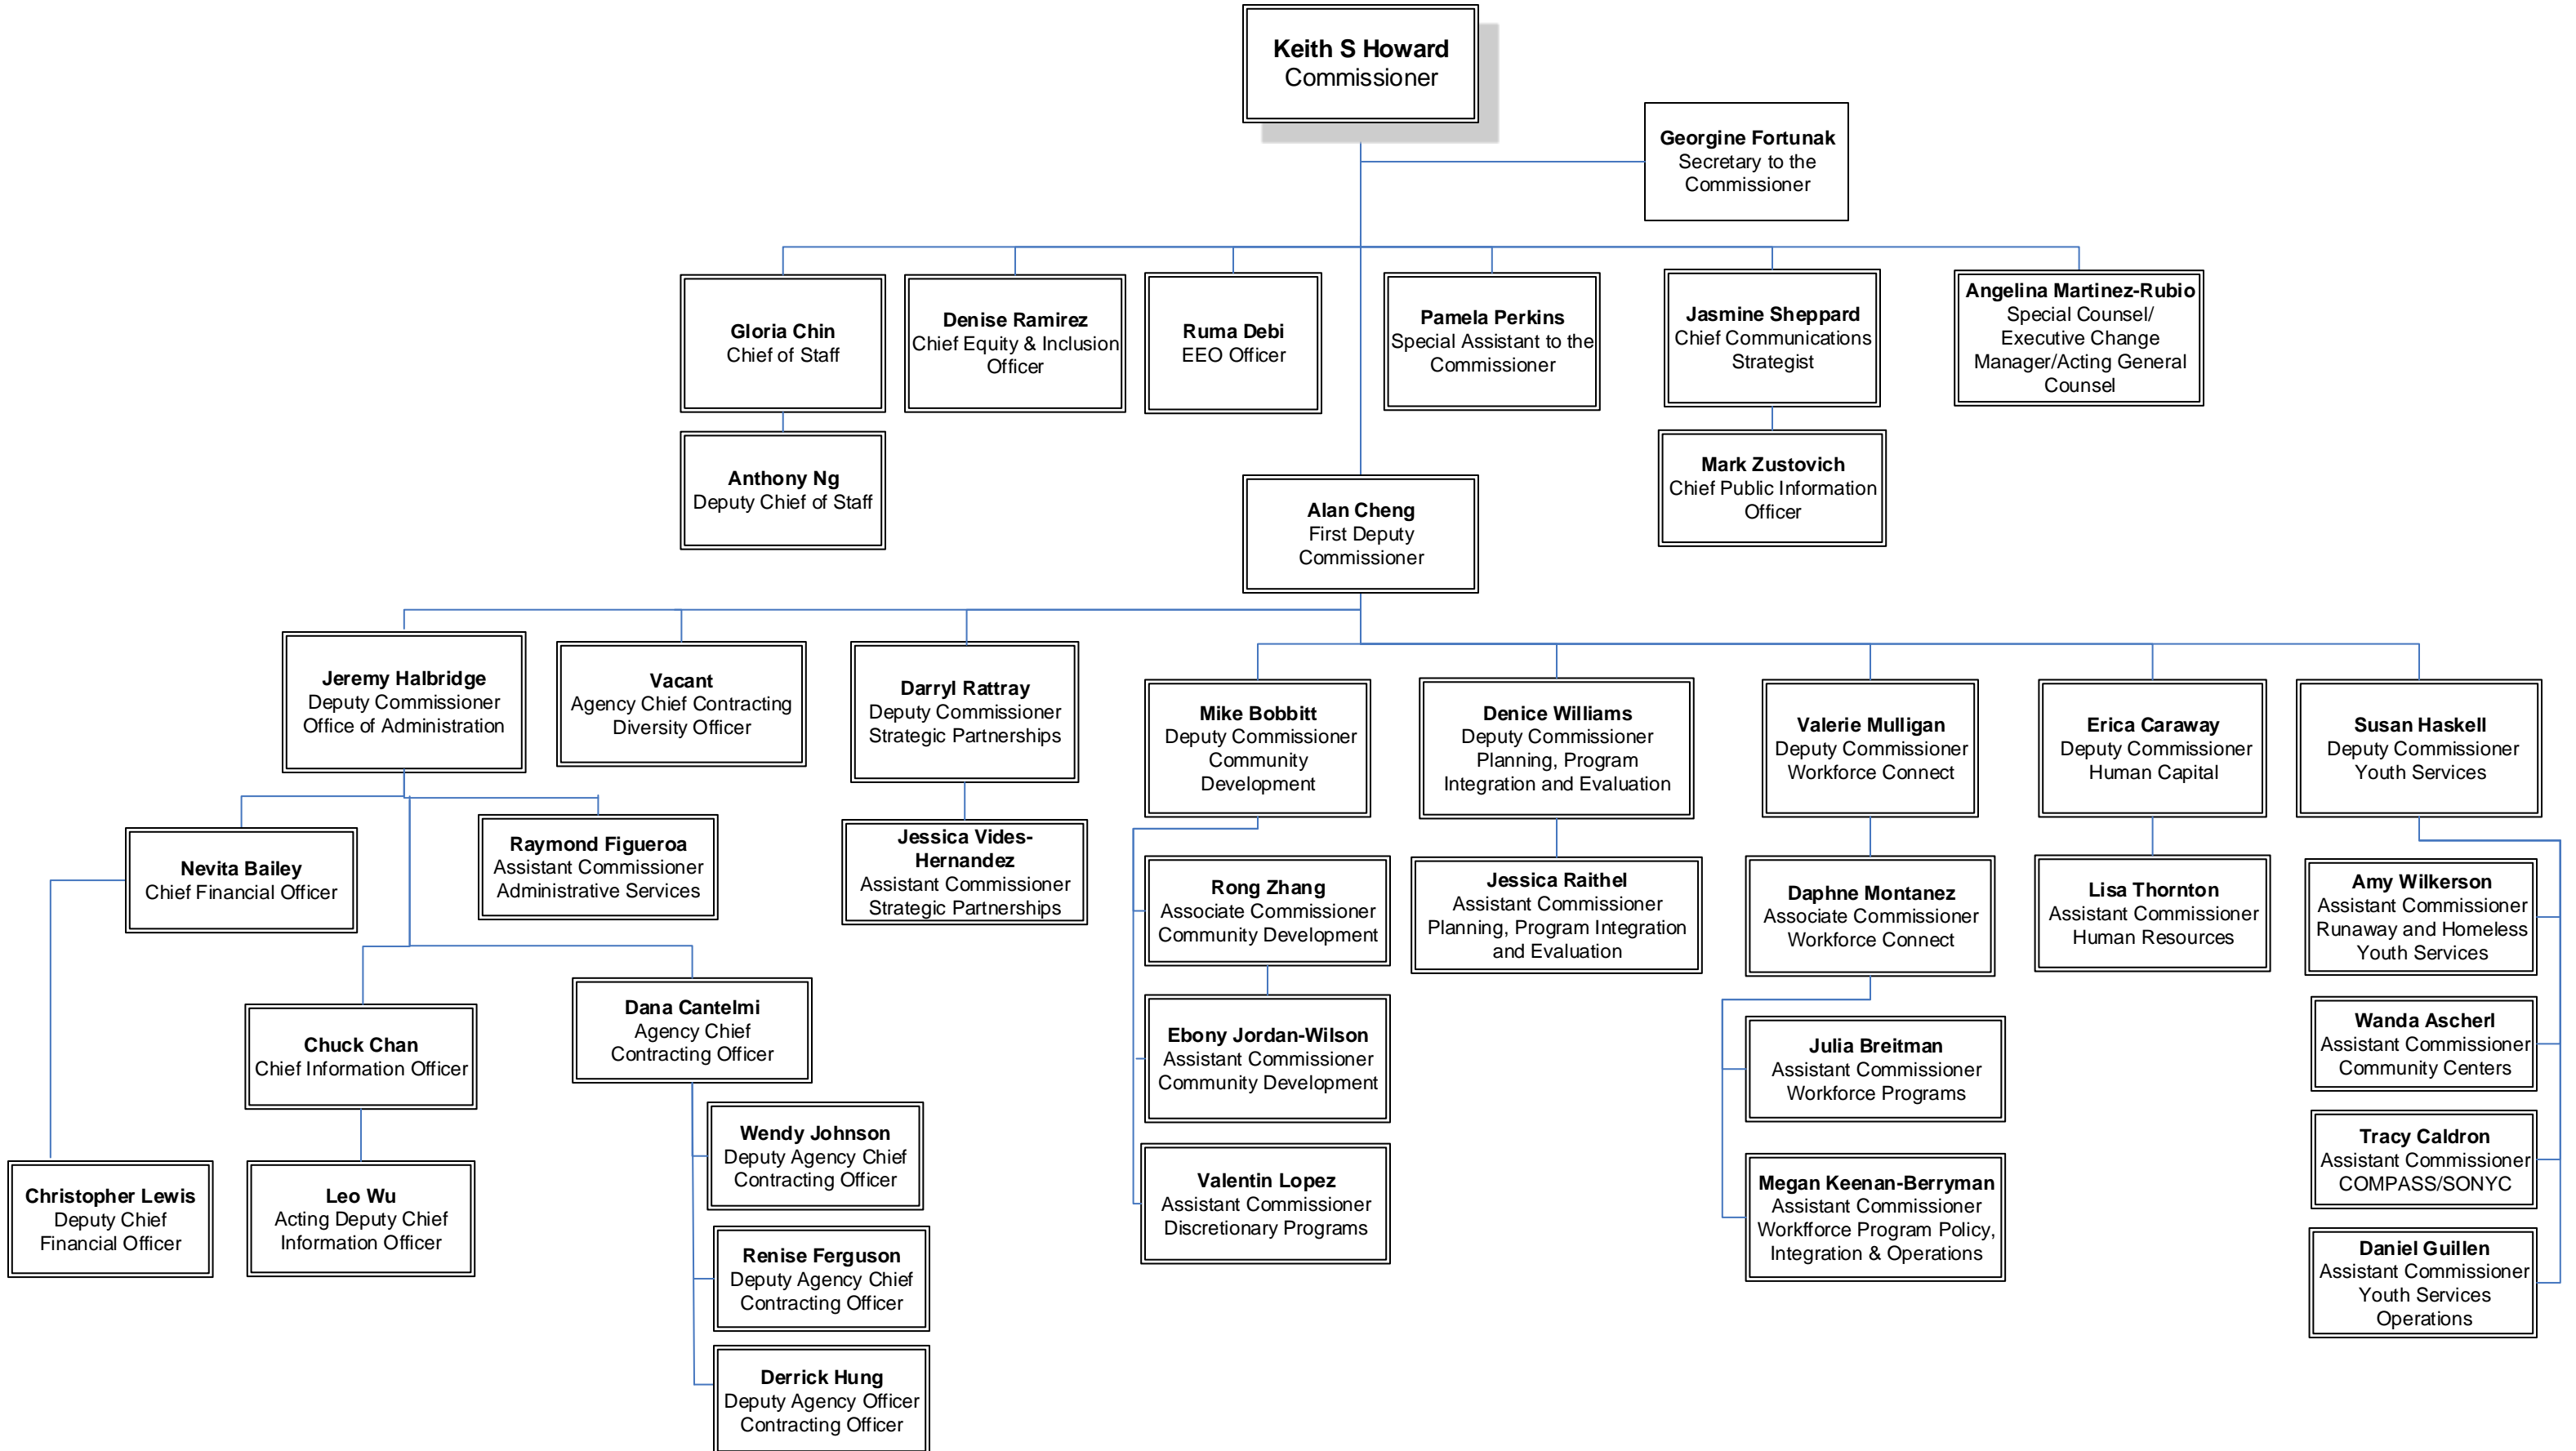 Keith S Howard
Commissioner
Georgine Fortunak
Secretary to the
Commissioner
Gloria Chin
Chief of Staff
Denise Ramirez
Chief Equity & Inclusion
Officer
Ruma Debi
EEO Officer
Pamela Perkins
Special Assistant to the
Commissioner
Jasmine Sheppard
Chief Communications
Strategist
Angelina Martinez-Rubio
Special Counsel/
Executive Change
Manager/Acting General
Counsel
Anthony Ng
Deputy Chief of Staff
Mark Zustovich
Chief Public Information
Officer
Alan Cheng
First Deputy
Commissioner
Jeremy Halbridge
Deputy Commissioner
Office of Administration
Vacant
Agency Chief Contracting
Diversity Officer
Darryl Rattray
Deputy Commissioner
Strategic Partnerships
Mike Bobbitt
Deputy Commissioner
Community
Development
Denice Williams
Deputy Commissioner
Planning, Program
Integration and Evaluation
Valerie Mulligan
Deputy Commissioner
Workforce Connect
Erica Caraway
Deputy Commissioner
Human Capital
Susan Haskell
Deputy Commissioner
Youth Services
Nevita Bailey
Chief Financial Officer
Raymond Figueroa
Assistant Commissioner
Administrative Services
Jessica Vides-
Hernandez
Assistant Commissioner
Strategic Partnerships
Rong Zhang
Associate Commissioner
Community Development
Jessica Raithel
Assistant Commissioner
Planning, Program Integration
and Evaluation
Daphne Montanez
Associate Commissioner
Workforce Connect
Lisa Thornton
Assistant Commissioner
Human Resources
Amy Wilkerson
Assistant Commissioner
Runaway and Homeless
Youth Services
Chuck Chan
Chief Information Officer
Dana Cantelmi
Agency Chief
Contracting Officer
Ebony Jordan-Wilson
Assistant Commissioner
Community Development
Julia Breitman
Assistant Commissioner
Workforce Programs
Wanda Ascherl
Assistant Commissioner
Community Centers
Wendy Johnson
Deputy Agency Chief
Contracting Officer
Valentin Lopez
Assistant Commissioner
Discretionary Programs
Megan Keenan-Berryman
Assistant Commissioner
Workfforce Program Policy,
Integration & Operations
Tracy Caldron
Assistant Commissioner
COMPASS/SONYC
Christopher Lewis
Deputy Chief
Financial Officer
Leo Wu
Acting Deputy Chief
Information Officer
Renise Ferguson
Deputy Agency Chief
Contracting Officer
Daniel Guillen
Assistant Commissioner
Youth Services
Operations
Derrick Hung
Deputy Agency Officer
Contracting Officer